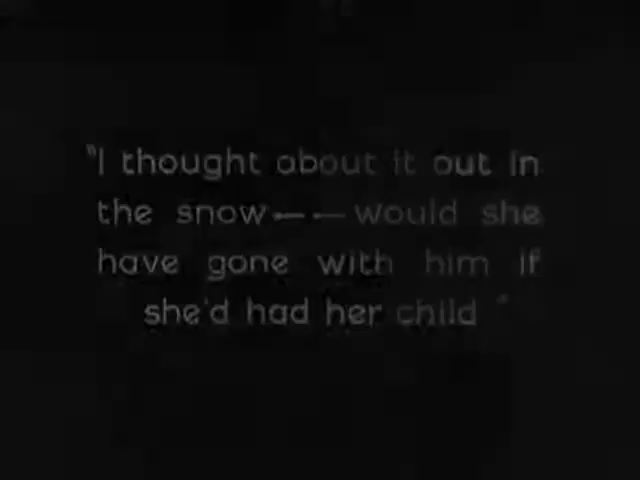 "I thought about it out in
the snow -- would she
have gone with him if
she'd had her child "